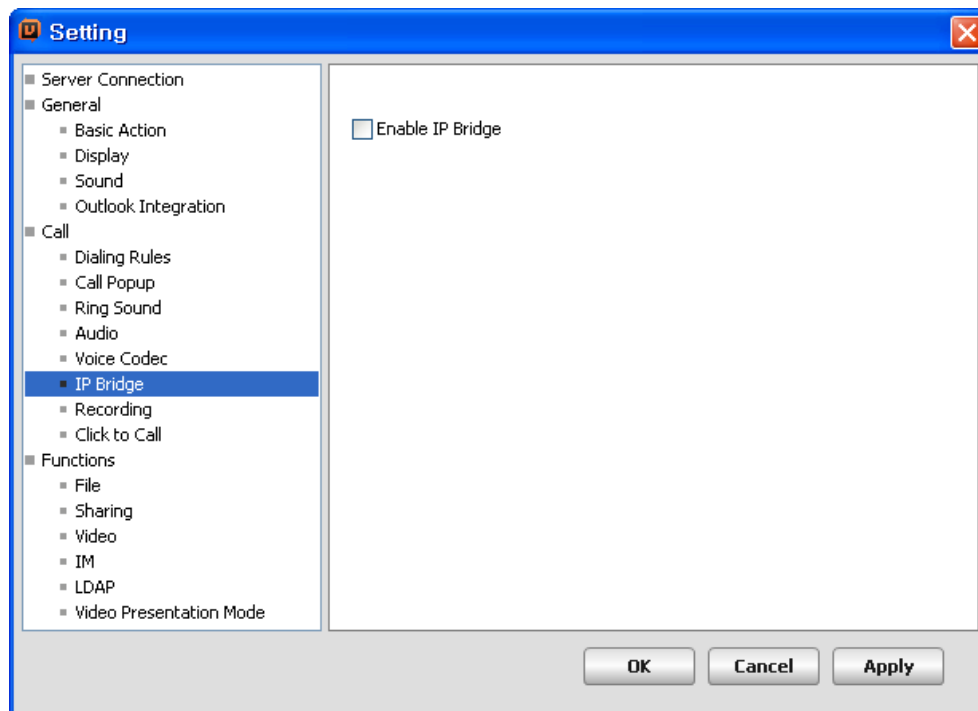 Setting
Server Connection
General
Basic Action
Display
Sound
Outlook Integration
Call
Dialing Rules
Call Popup
Ring Sound
Audio
Voice Codec
IP Bridge
Recording
Click to Call
Functions
File
Sharing
Video
IM
LDAP
Video Presentation Mode
Enable IP Bridge
OK
Cancel
Apply